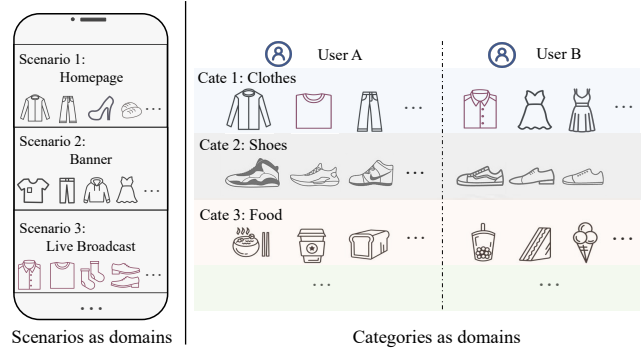 Scenario 1:
Homepage
...
Scenario 2:
Banner
...
Scenario 3:
Live Broadcast
...
...
Scenarios as domains
User A
User B
Cate 1: Clothes
...
Cate 2: Shoes
...
Cate 3: Food
...
...
...
...
Categories as domains